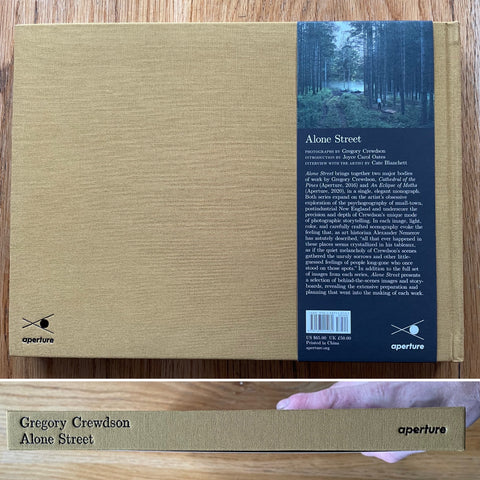 Alone Street
PHOTOGRAPHS BY Gregory Crewdson
INTRODUCTION BY Joyce Carol Oates
INTERVIEW WITH THE ARTIST BY Cate Blanchett
Alone Street brings together two major bodies
of work by Gregory Crewdson, Cathedral of the
Pines (Aperture, 2016) and An Eclipse of Moths
(Aperture, 2020), in a single, elegant monograph.
Both series expand on the artist's obsessive
exploration of the psychogeography of small-town,
postindustrial New England and underscore the
precision and depth of Crewdson's unique mode
of photographic storytelling. In each image, light,
color, and carefully crafted scenography evoke the
feeling that, as art historian Alexander Nemerov
has astutely described, "all that ever happened in
these places seems crystallized in his tableaux,
as if the quiet melancholy of Crewdson's scenes
gathered the unruly sorrows and other little-
guessed feelings of people long-gone who once
stood on those spots." In addition to the full set
of images from each series, Alone Street presents
a selection of behind-the-scenes images and story-
boards, revealing the extensive preparation and
planning that went into the making of each work.
US $65.00 UK £50.00
Printed in China
aperture.org
aperture
aperture
Gregory Crewdson
Alone Street
aperture